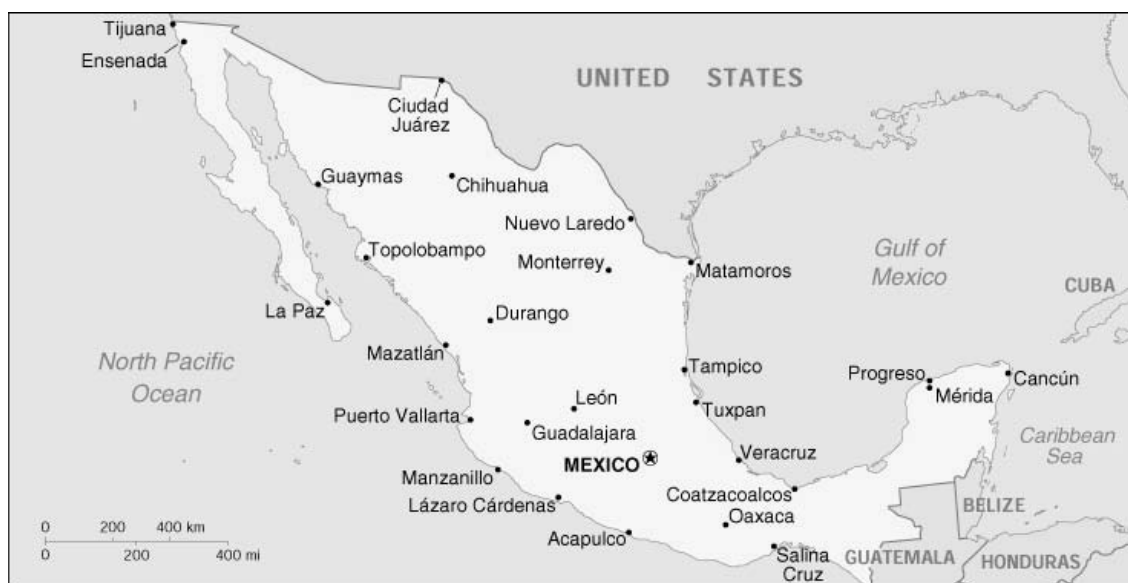 Tijuana
Ensenada
UNITED STATES
Ciudad
Juárez
Guaymas
Chihuahua
Nuevo Laredo
Topolobampo
Monterrey
Matamoros
Gulf of
Mexico
CUBA
La Paz
Durango
Mazatlán
North Pacific
Ocean
Tampico
Progreso
Cancún
Mérida
León
Tuxpan
Puerto Vallarta
Guadalajara
Caribbean
Sea
Veracruz
MEXICO
Manzanillo
Coatzacoalcos
Lázaro Cárdenas
BELIZE
Oaxaca
0 200 400 km
0 200 400 mi
Acapulco
Salina
Cruz
GUATEMALA
HONDURAS